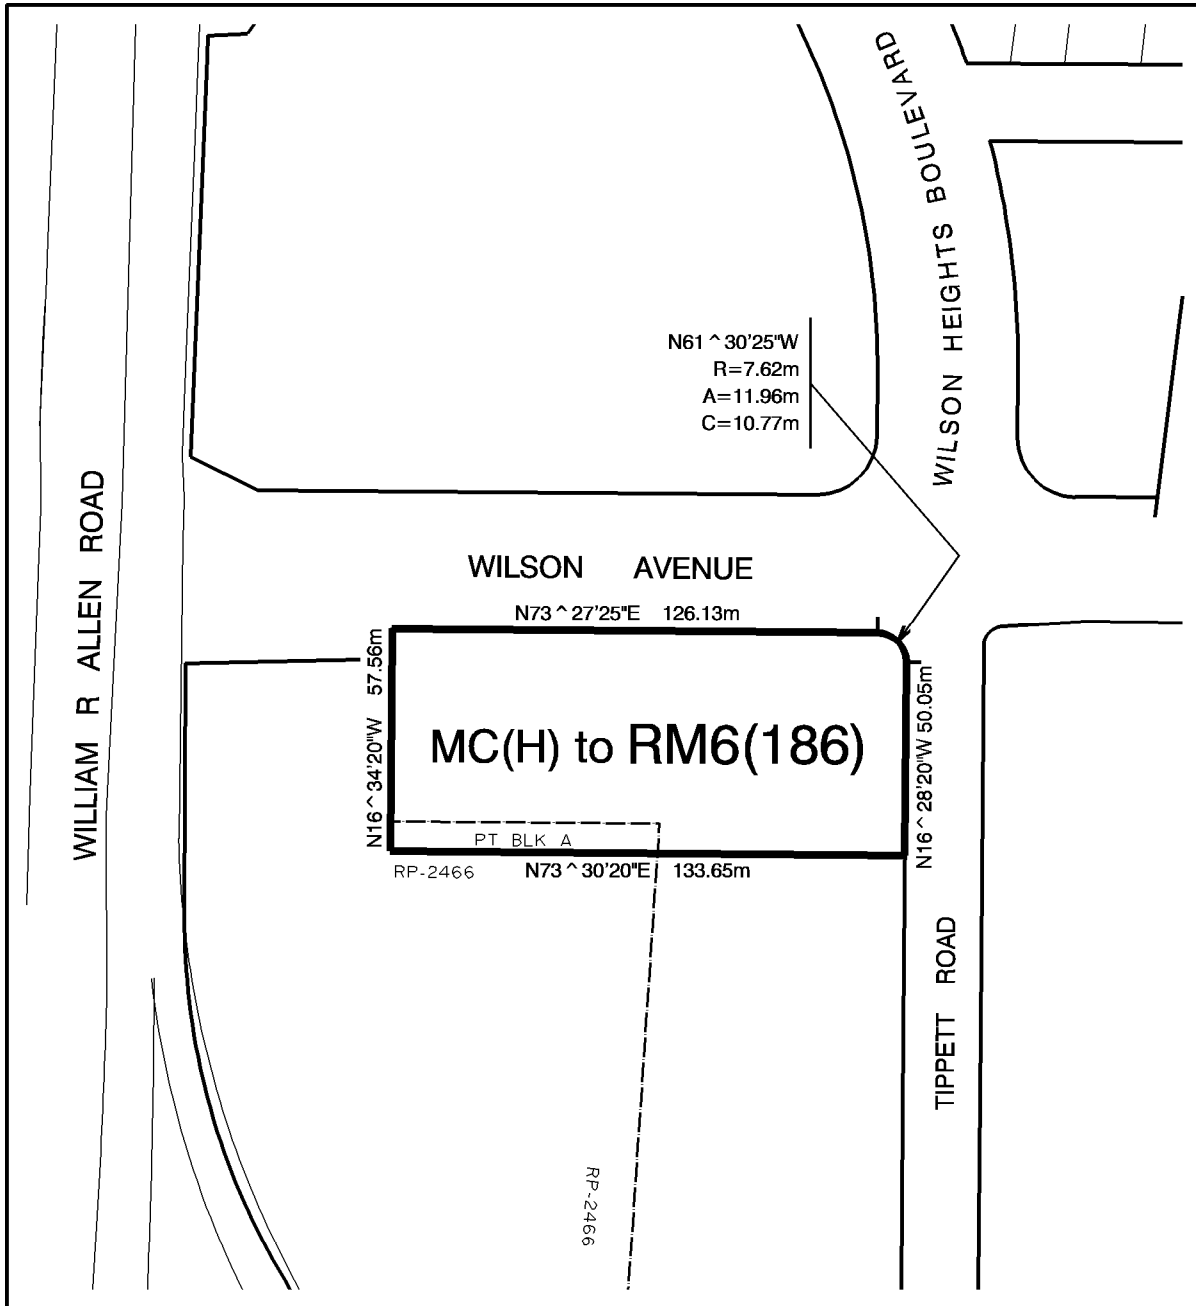 WILSON HEIGHTS BOULEVARD
N61 ^ 30'25"W
R=7.62m
A=11.96m
C=10.77m
WILLIAM R ALLEN ROAD
WILSON AVENUE
N73 ^ 27'25"E 126.13m
N16 ^ 34'20"W 57.56m
MC(H) to RM6(186)
N16 ^ 28'20"W 50.05m
PT BLK A
RP-2466
N73 ^ 30'20"E 133.65m
TIPPETT ROAD
RP-2466